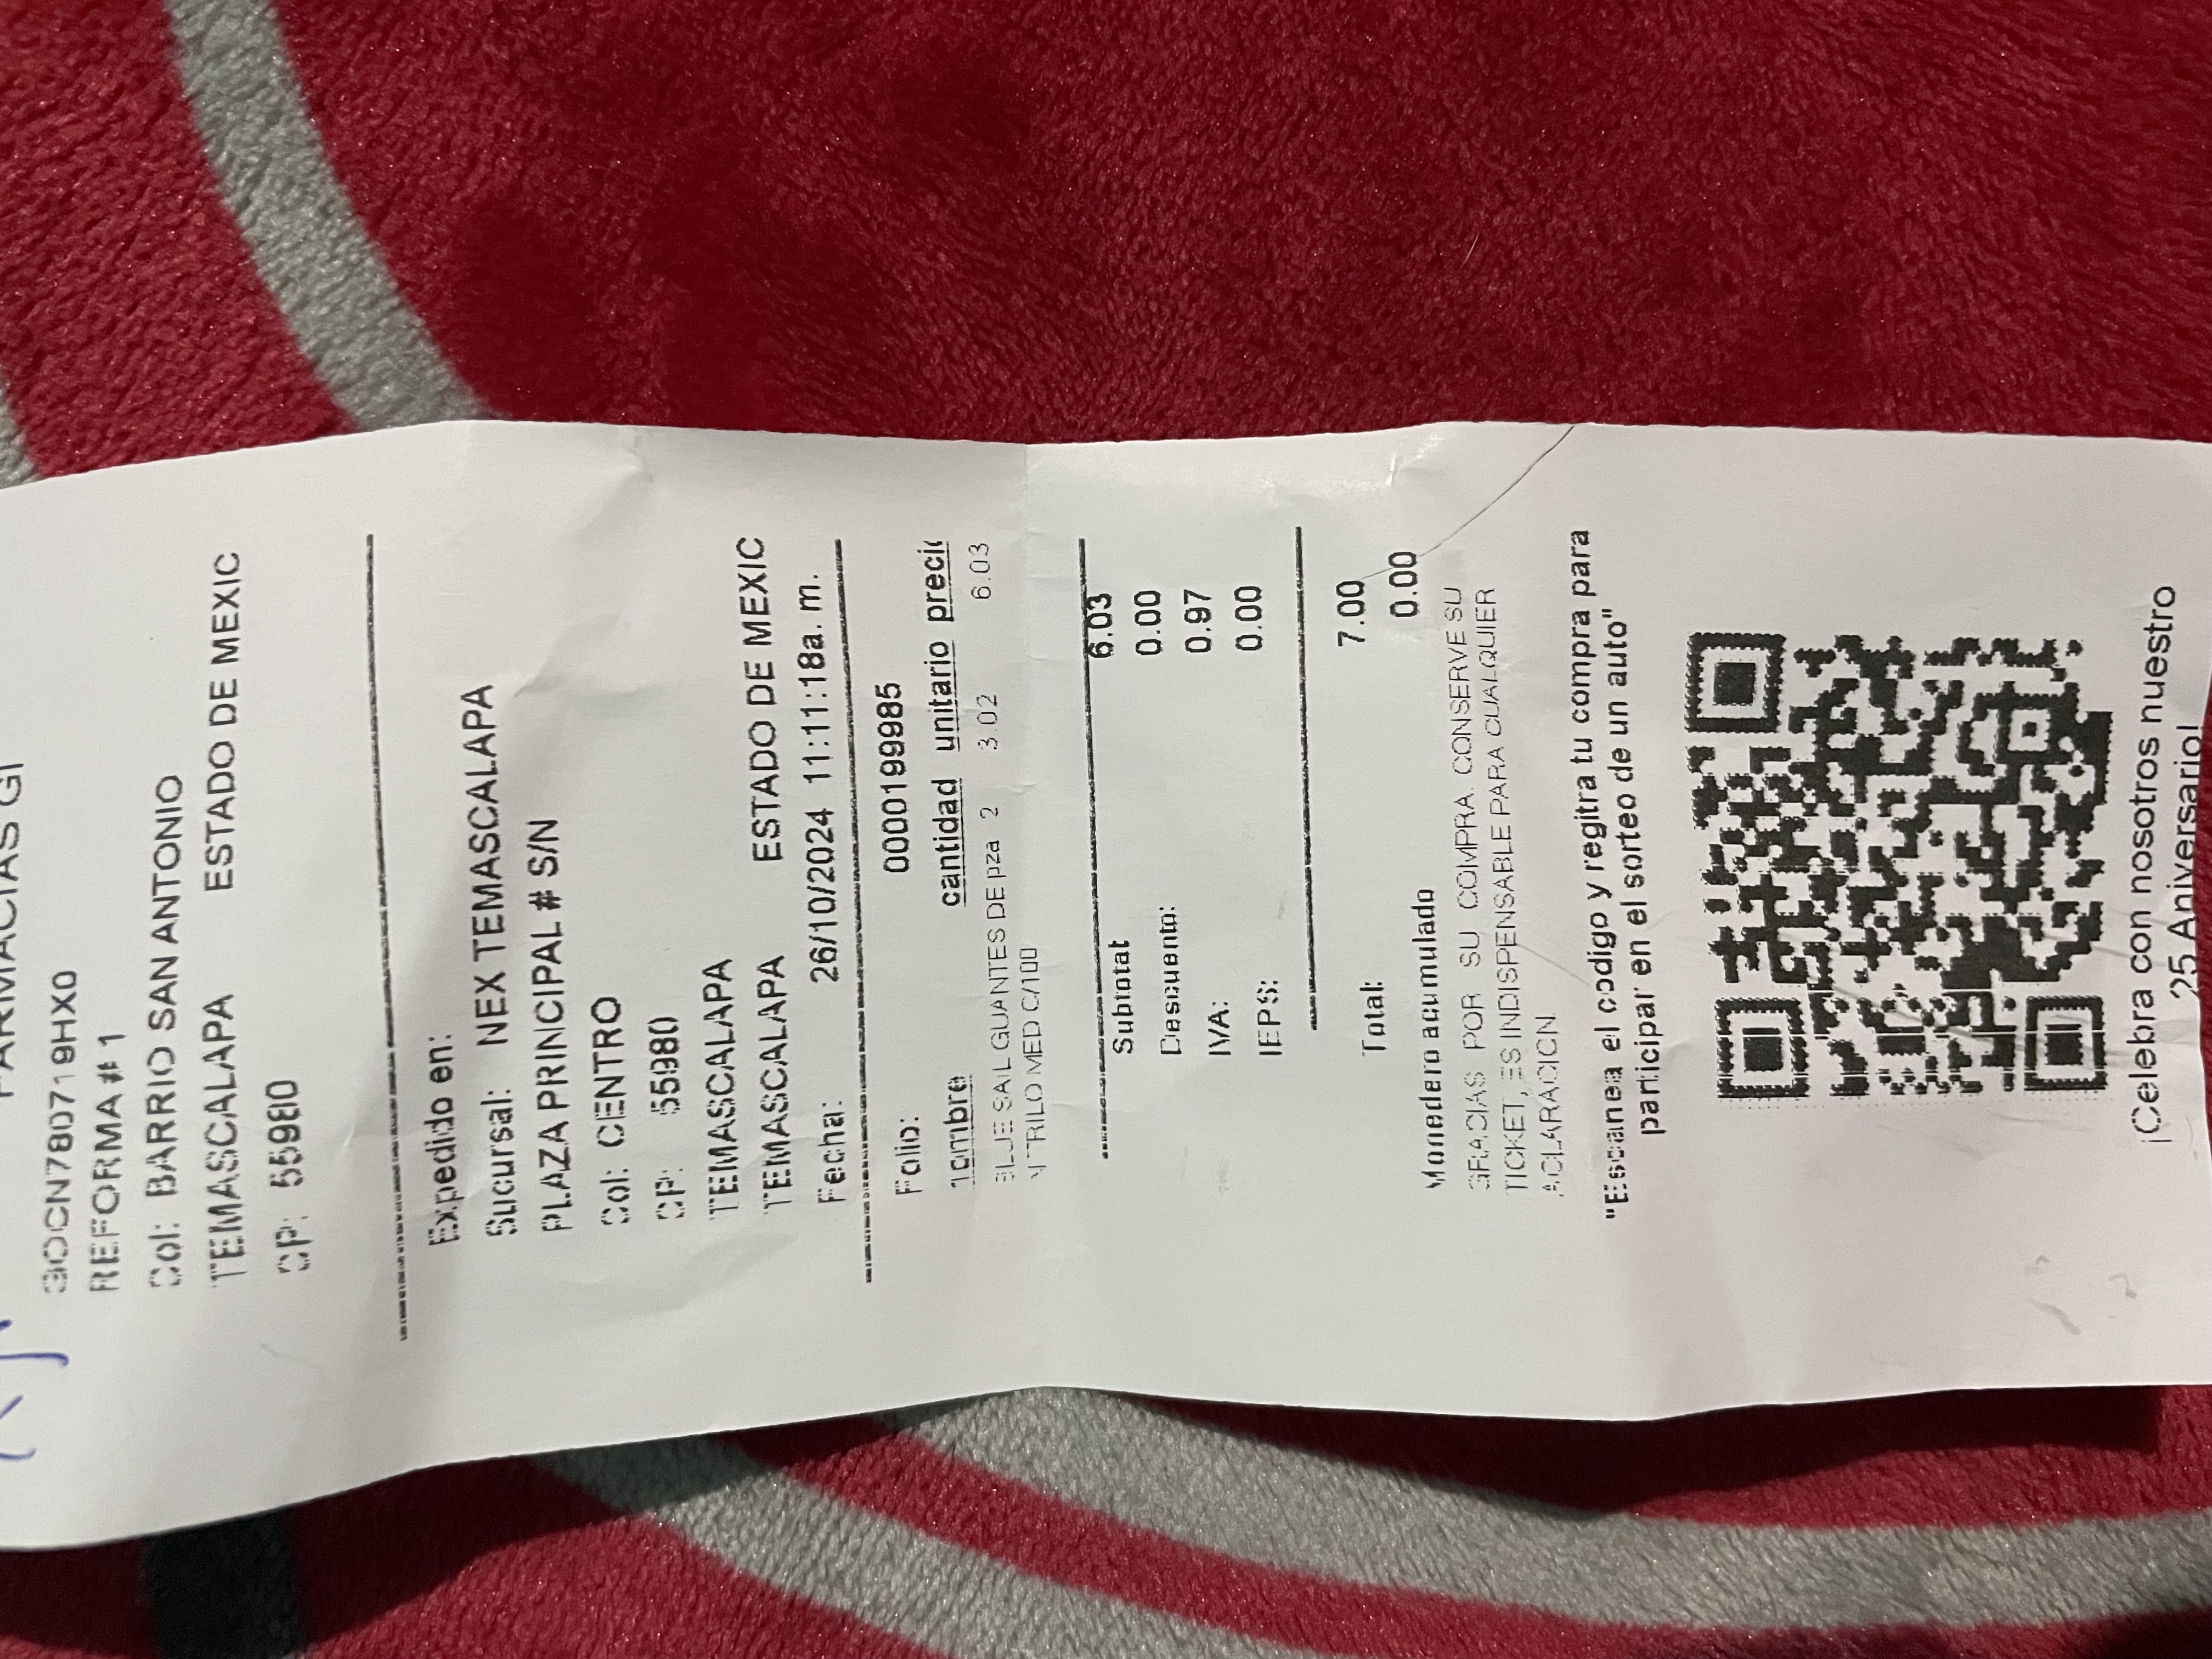 FARMACIAS GI
GOCN780719HX0
REFORMA # 1
Col: BARRIO SAN ANTONIO
TEMASCALAPA ESTADO DE MEXIC
CP: 55980
Expedido en:
Sucursal: NEX TEMASCALAPA
PLAZA PRINCIPAL # S/N
Col: CENTRO
CP: 55980
TEMASCALAPA
TEMASCALAPA ESTADO DE MEXIC
Fecha: 26/10/2024 11:11:18a. m.
Folio: 0000199985
nombre cantidad unitario preci
BLUE SAIL GUANTES DE pza 2 3.02 6.03
NITRILO MED C/100
Subtotal 6.03
Descuento: 0.00
IVA: 0.97
IEPS: 0.00
Total: 7.00
Monedero acumulado 0.00
GRACIAS POR SU COMPRA. CONSERVE SU
TICKET, ES INDISPENSABLE PARA CUALQUIER
ACLARACION
"Escanea el codigo y regitra tu compra para
participar en el sorteo de un auto"
¡Celebra con nosotros nuestro
25 Aniversario!